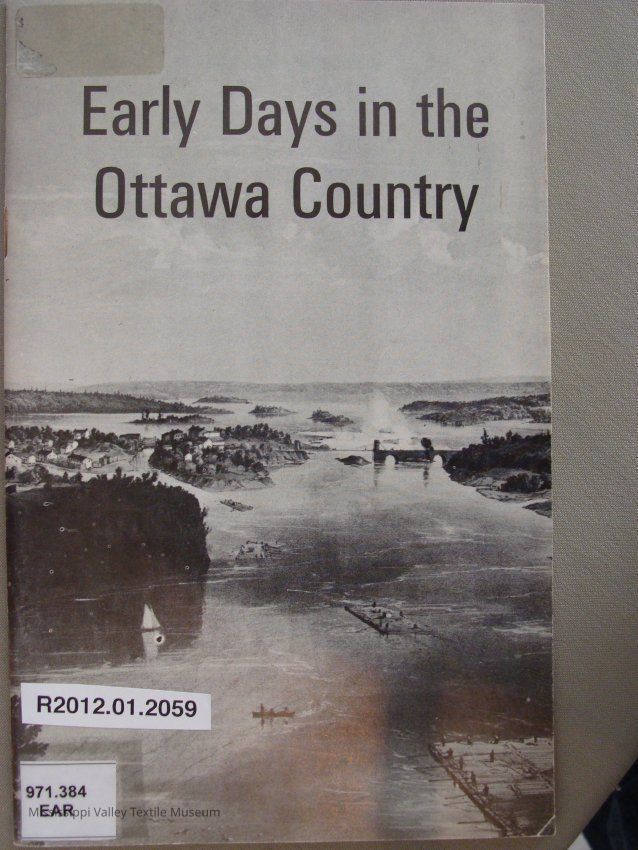 Early Days in the
Ottawa Country
R2012.01.2059
971.384
EAR
Mississippi Valley Textile Museum